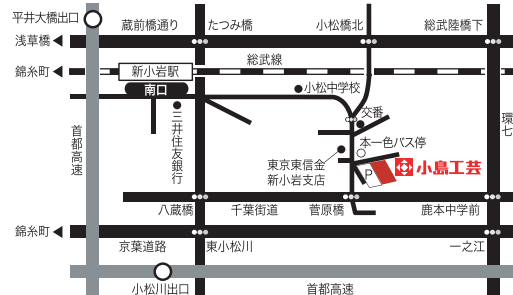 平井大橋出口
蔵前橋通り
たつみ橋
小松橋北
総武陸橋下
浅草橋
総武線
錦糸町
新小岩駅
南口
小松中学校
三井住友銀行
交番
環七
首都高速
本一色バス停
東京東信金
新小岩支店
P
小島工芸
八蔵橋
千葉街道
菅原橋
鹿本中学前
錦糸町
京葉道路
東小松川
一之江
小松川出口
首都高速